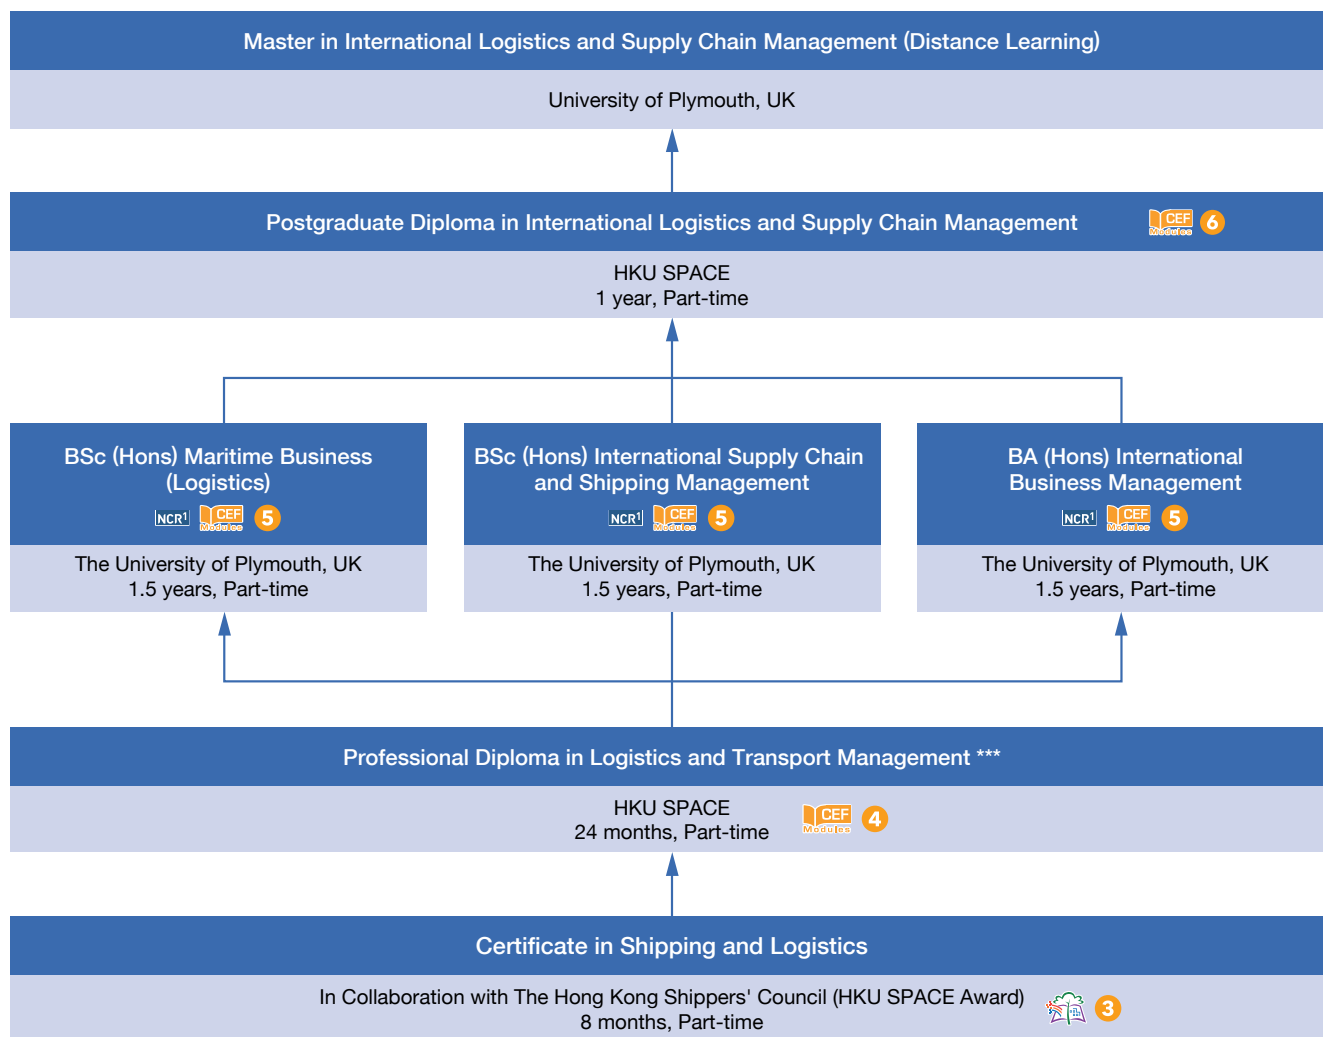 Master in International Logistics and Supply Chain Management (Distance Learning)
University of Plymouth, UK
Postgraduate Diploma in International Logistics and Supply Chain Management
CEF
Modules
6
HKU SPACE
1 year, Part-time
BSc (Hons) Maritime Business
(Logistics)
NCR1
CEF
Modules
5
The University of Plymouth, UK
1.5 years, Part-time
BSc (Hons) International Supply Chain
and Shipping Management
NCR1
CEF
Modules
5
The University of Plymouth, UK
1.5 years, Part-time
BA (Hons) International
Business Management
NCR1
CEF
Modules
5
The University of Plymouth, UK
1.5 years, Part-time
Professional Diploma in Logistics and Transport Management ***
HKU SPACE
24 months, Part-time
CEF
Modules
4
Certificate in Shipping and Logistics
In Collaboration with The Hong Kong Shippers' Council (HKU SPACE Award)
8 months, Part-time
3